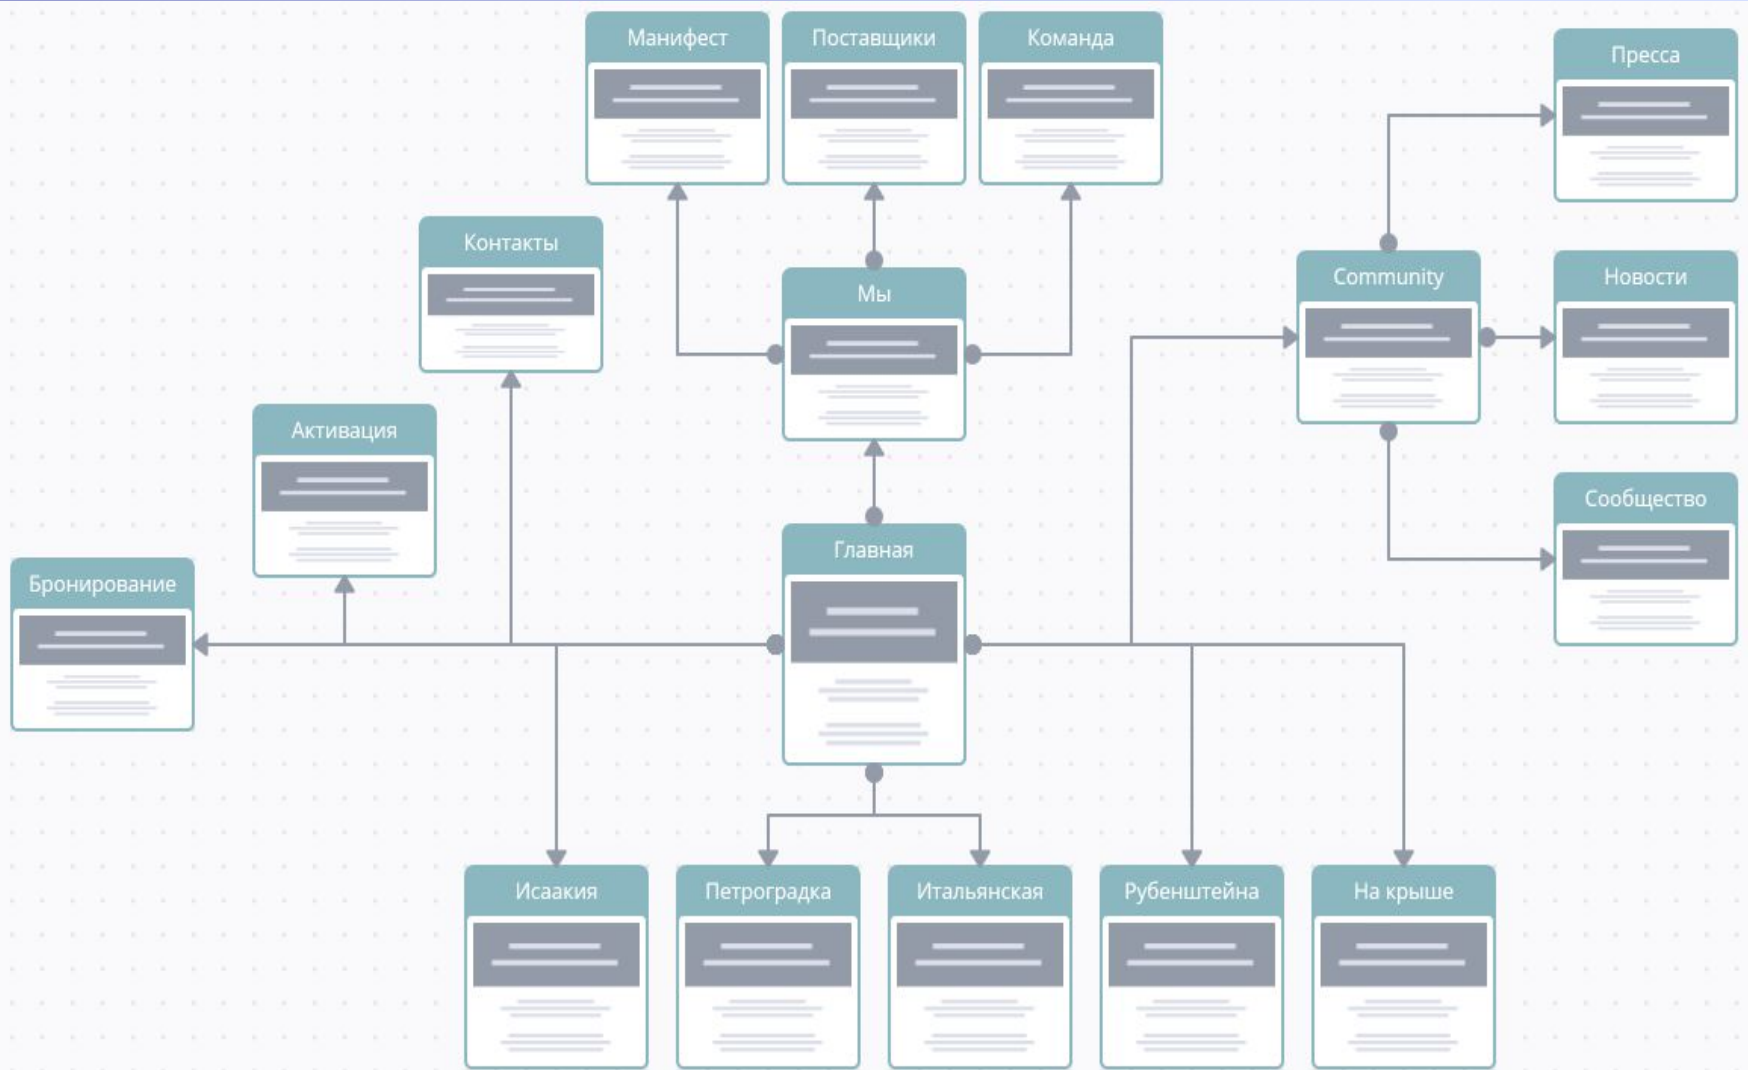 Манифест
Поставщики
Команда
Пресса
Контакты
Мы
Community
Новости
Активация
Сообщество
Главная
Бронирование
Исаакия
Петроградка
Итальянская
Рубенштейна
На крыше